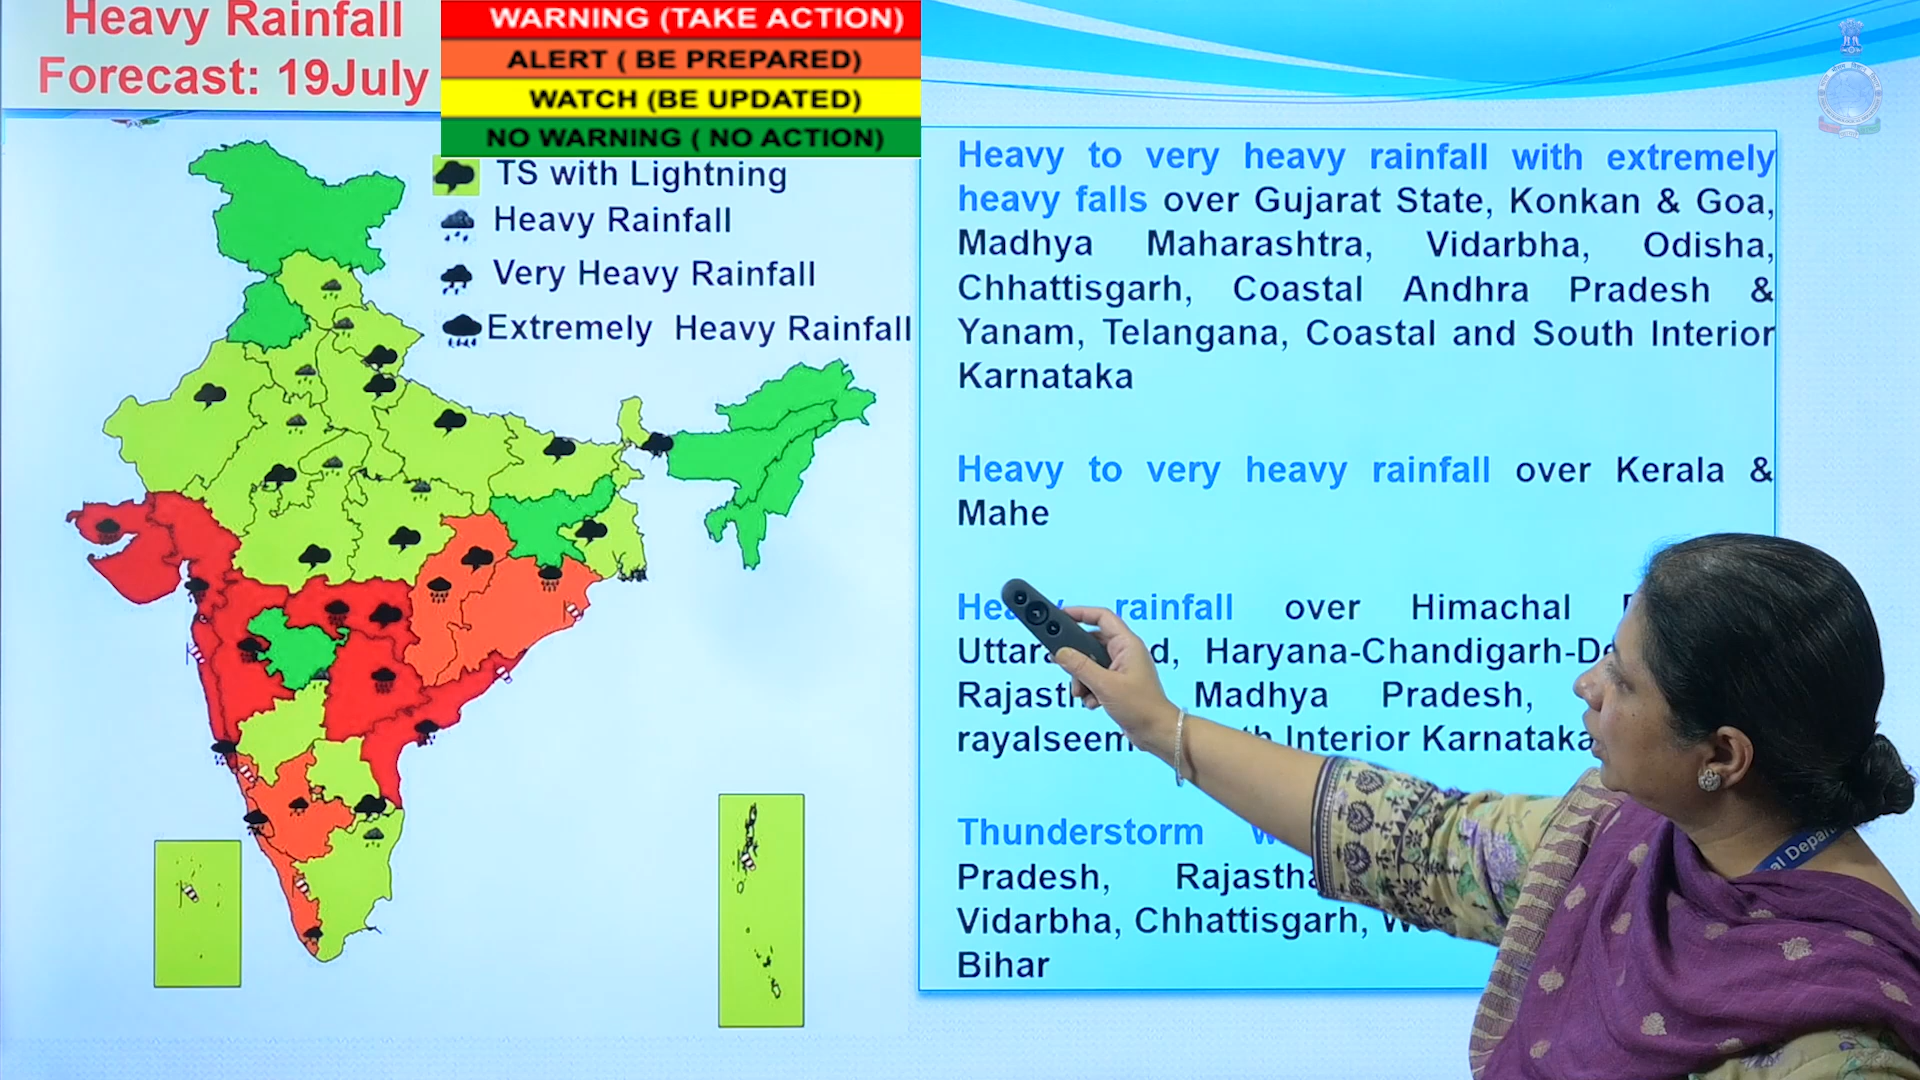 Heavy Rainfall
Forecast: 19July
WARNING (TAKE ACTION)
ALERT ( BE PREPARED)
WATCH (BE UPDATED)
NO WARNING ( NO ACTION)
TS with Lightning
Heavy Rainfall
Very Heavy Rainfall
Extremely Heavy Rainfall
Heavy to very heavy rainfall with extremely
heavy falls over Gujarat State, Konkan & Goa,
Madhya Maharashtra, Vidarbha, Odisha,
Chhattisgarh, Coastal Andhra Pradesh &
Yanam, Telangana, Coastal and South Interior
Karnataka
Heavy to very heavy rainfall over Kerala &
Mahe
rainfall over Himachal
Haryana-Chandigarh-
Madhya Pradesh,
Interior Karnataka
Thunderstorm
Pradesh,
Vidarbha, Chhattisgarh,
Bihar